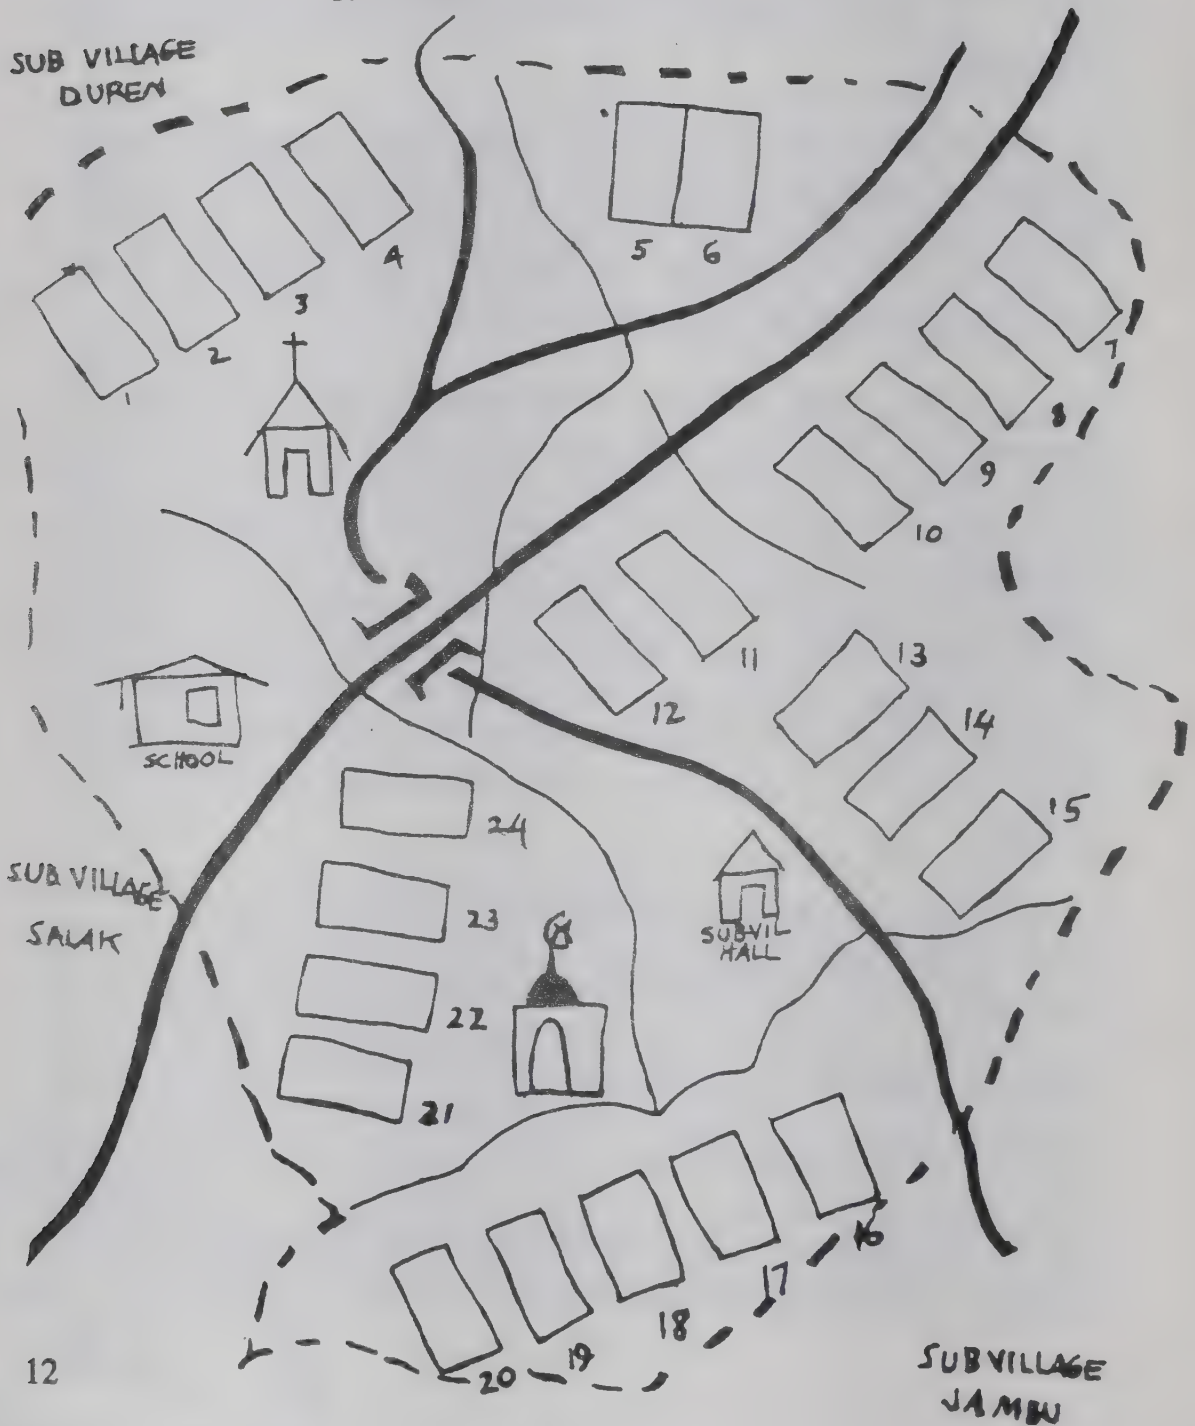 SUB VILLAGE
DUREN
4
5 6
3
2
1
7
8
9
10
11
12
13
14
15
SCHOOL
24
SUB VILLAGE
SALAK
23
SUBVIL
HALL
22
21
16
17
18
19
20
12
SUBVILLAGE
JAMBU